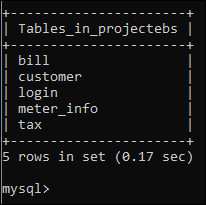 +----------------------+
| Tables_in_projectebs |
+----------------------+
| bill                 |
| customer             |
| login                |
| meter_info           |
| tax                  |
+----------------------+
5 rows in set (0.17 sec)
mysql>